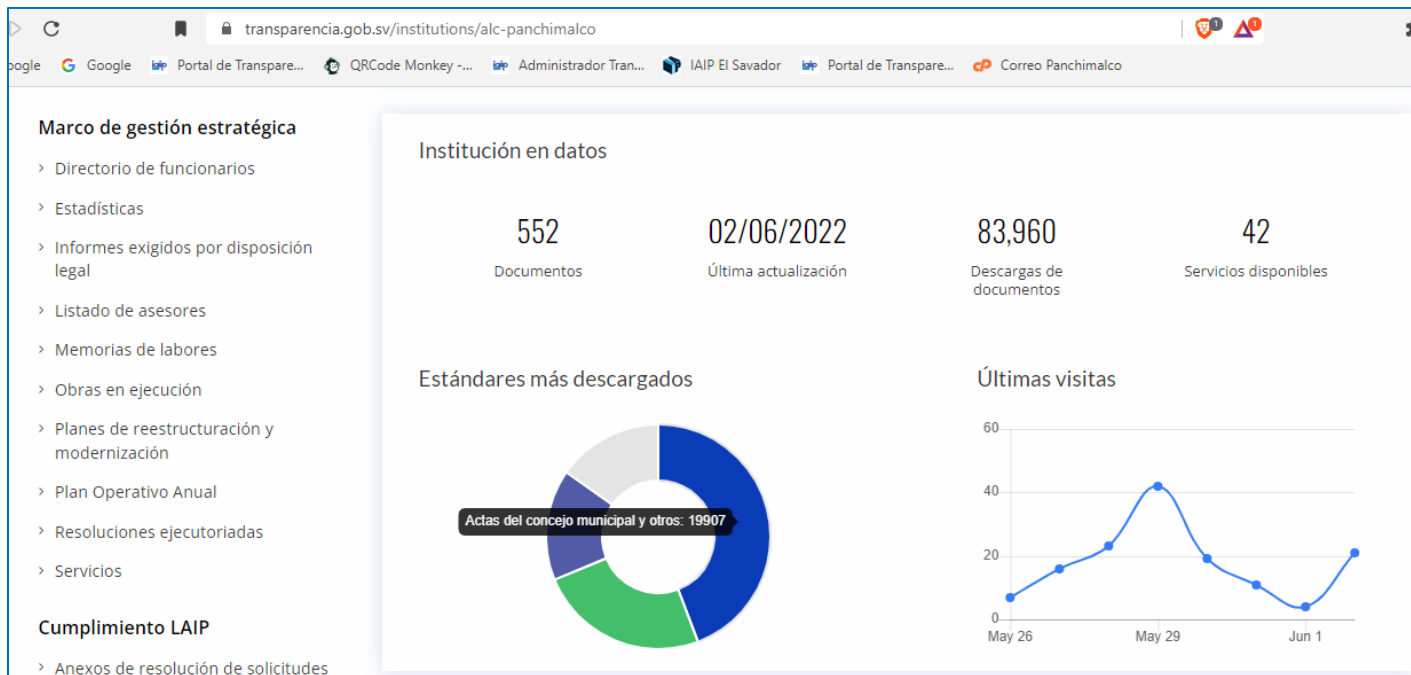 transparencia.gob.sv/institutions/alc-panchimalco
1
1
oogle
Google
Portal de Transpare...
QRCode Monkey -...
Administrador Tran...
IAIP El Savador
Portal de Transpare...
Correo Panchimalco
Marco de gestión estratégica
Directorio de funcionarios
Estadísticas
Informes exigidos por disposición
legal
Listado de asesores
Memorias de labores
Obras en ejecución
Planes de reestructuración y
modernización
Plan Operativo Anual
Resoluciones ejecutoriadas
Servicios
Cumplimiento LAIP
Anexos de resolución de solicitudes
Institución en datos
552
Documentos
02/06/2022
Última actualización
83,960
Descargas de
documentos
42
Servicios disponibles
Estándares más descargados
Actas del concejo municipal y otros: 19907
Últimas visitas
60
40
20
0
May 26
May 29
Jun 1